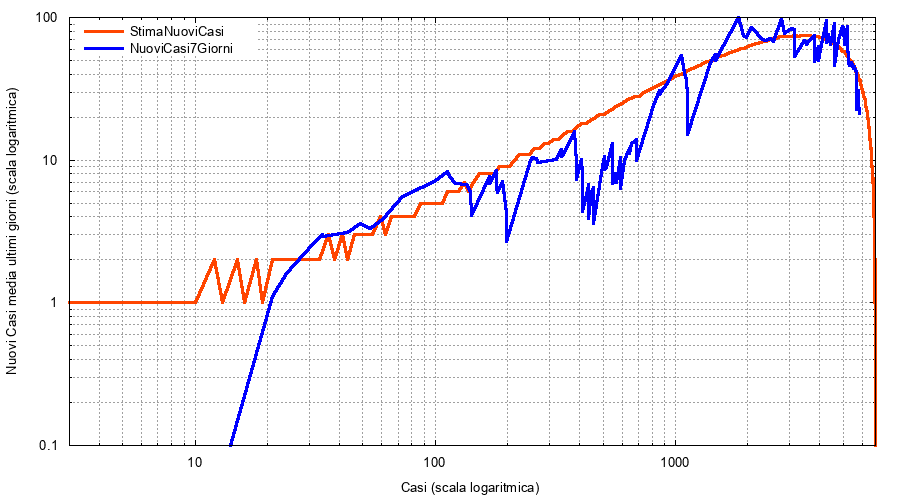 100
StimaNuoviCasi
NuoviCasi7Giorni
10
1
0.1
10
100
1000
Casi (scala logaritmica)
Nuovi Casi media ultimi giorni (scala logaritmica)